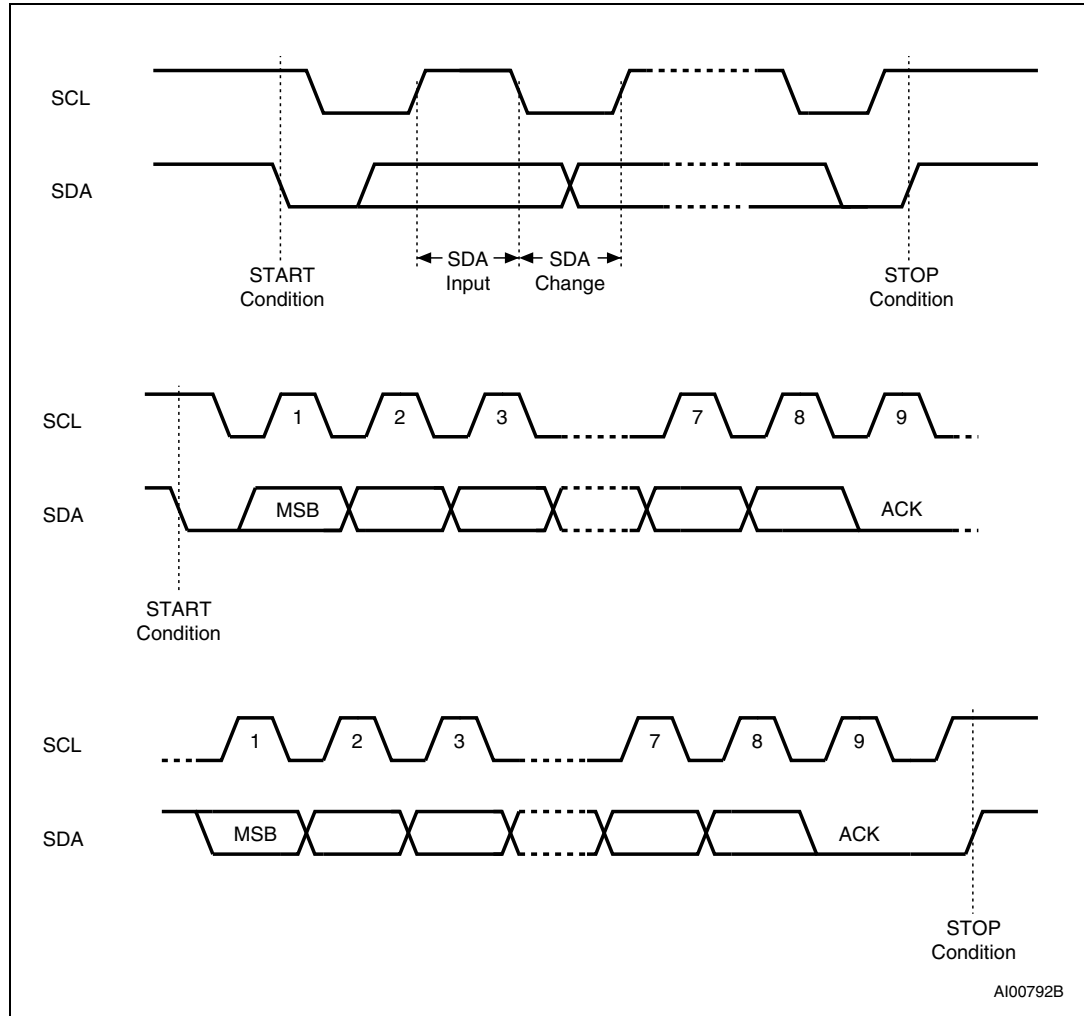 SCL
SDA
SDA Input
SDA Change
START Condition
STOP Condition
SCL
1 2 3 7 8 9
SDA
MSB ACK
START Condition
SCL
1 2 3 7 8 9
SDA
MSB ACK
STOP Condition
AI00792B